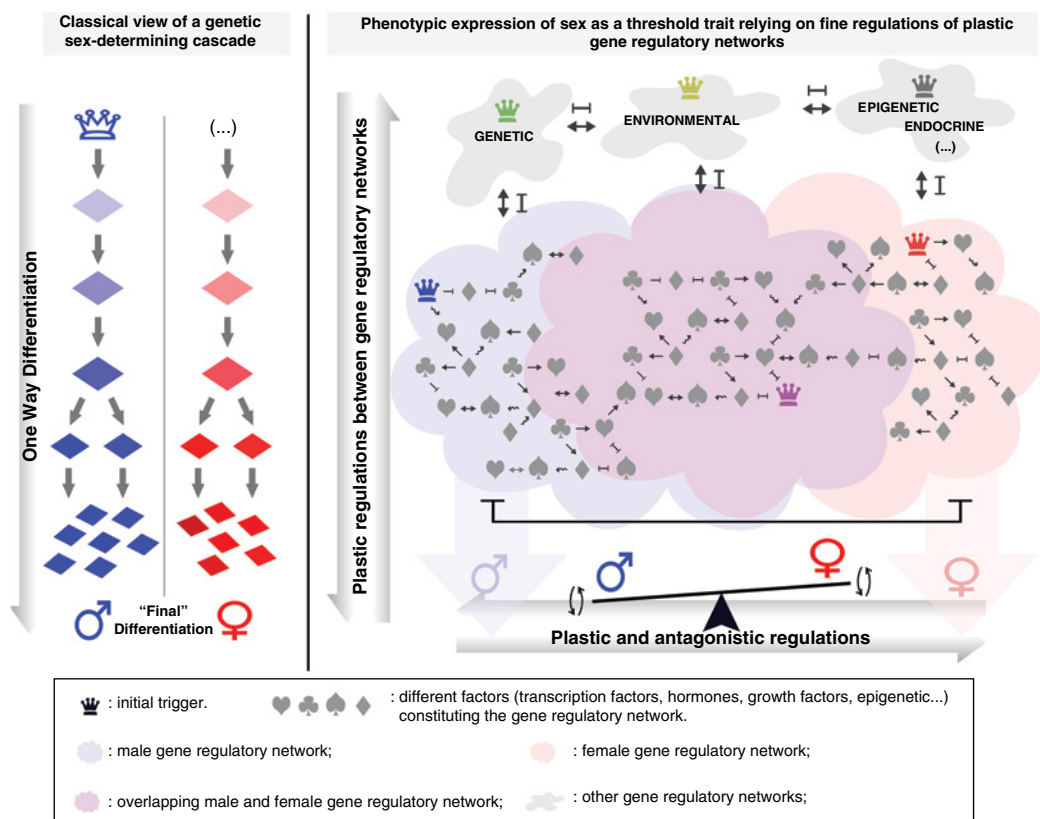 Classical view of a genetic
sex-determining cascade
Phenotypic expression of sex as a threshold trait relying on fine regulations of plastic
gene regulatory networks
One Way Differentiation
(...)
"Final"
Differentiation
Plastic regulations between gene regulatory networks
GENETIC
ENVIRONMENTAL
EPIGENETIC
ENDOCRINE
(...)
Plastic and antagonistic regulations
: initial trigger.
: different factors (transcription factors, hormones, growth factors, epigenetic...)
constituting the gene regulatory network.
: male gene regulatory network;
: female gene regulatory network;
: overlapping male and female gene regulatory network;
: other gene regulatory networks;